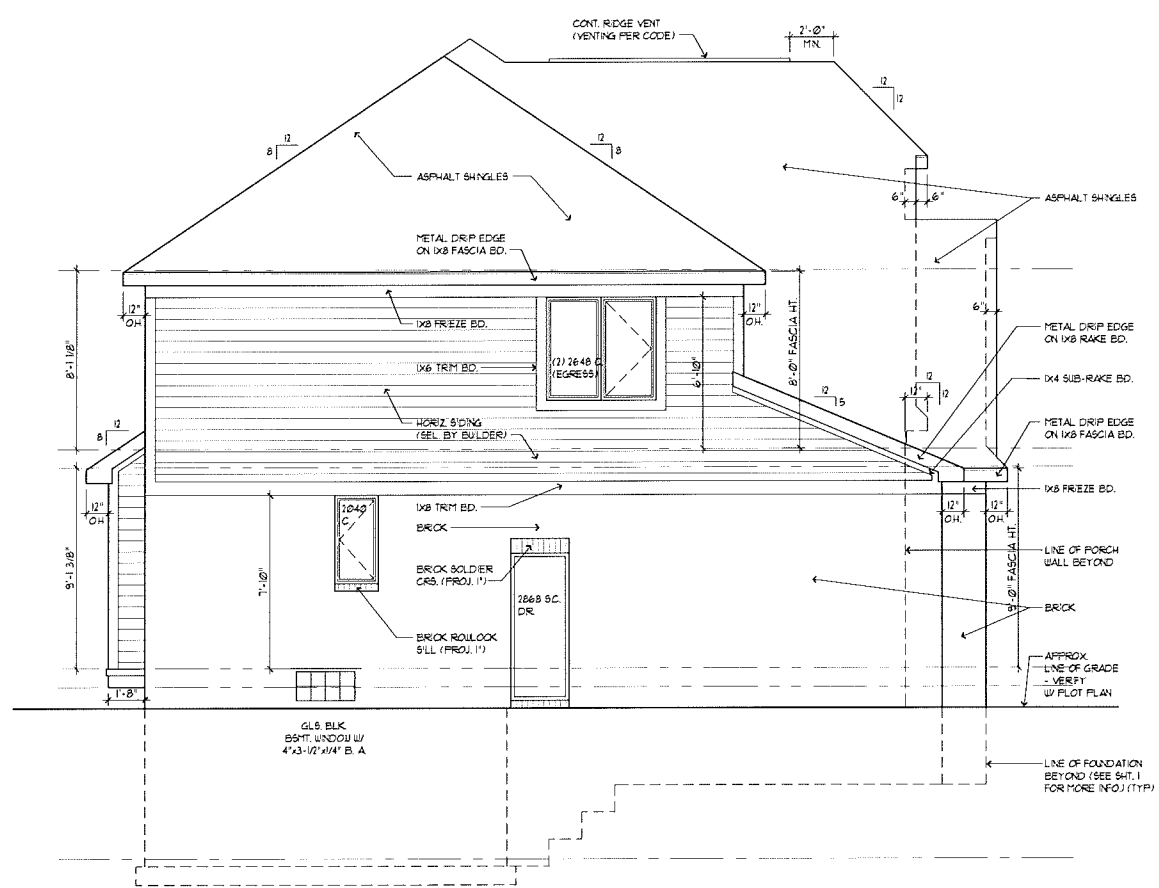 CONT. RIDGE VENT
(VENTING PER CODE)
2'-0"
MIN.
12
12
12
8
12
8
ASPHALT SHINGLES
ASPHALT SHINGLES
6"
6"
METAL DRIP EDGE
ON 1X8 FASCIA BD.
12"
O.H.
1X8 FRIEZE BD.
12"
O.H.
6"
METAL DRIP EDGE
ON 1X8 RAKE BD.
8'-1 1/8"
1X6 TRIM BD.
(2) 2648 C.
(EGRESS)
6'-10"
8'-0" FASCIA HT.
1X4 SUB-RAKE BD.
12
5
12"
12
12
12
8
HORIZ. SIDING
(SEL. BY BUILDER)
METAL DRIP EDGE
ON 1X8 FASCIA BD.
1X8 FRIEZE BD.
12"
O.H.
2040
C.
1X8 TRIM BD.
BRICK
12"
O.H.
12"
O.H.
9'-1 3/8"
7'-10"
BRICK SOLDIER
CRS. (PROJ. 1")
2868 S.C.
DR.
LINE OF PORCH
WALL BEYOND
9'-0" FASCIA HT.
BRICK
BRICK ROWLOCK
SILL (PROJ. 1")
APPROX.
LINE OF GRADE
- VERIFY
W/ PLOT PLAN
1'-8"
GLS. BLK.
BSMT. WINDOW W/
4"x3-1/2"x1/4" B. A.
LINE OF FOUNDATION
BEYOND (SEE SHT. 1
FOR MORE INFO.) (TYP)